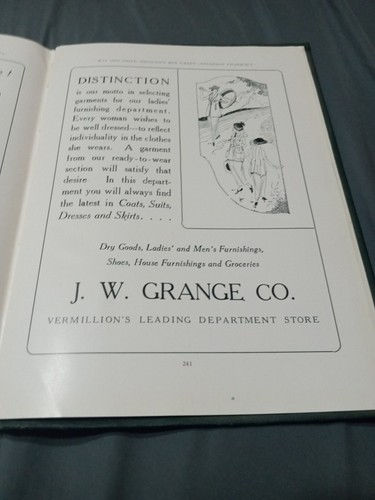 DISTINCTION
is our motto in selecting
garments for our ladies'
furnishing department.
Every woman wishes to
be well dressed—to reflect
individuality in the clothes
she wears. A garment
from our ready-to-wear
section will satisfy that
desire In this depart-
ment you will always find
the latest in Coats, Suits,
Dresses and Skirts. . . .
Dry Goods, Ladies' and Men's Furnishings,
Shoes, House Furnishings and Groceries
J. W. GRANGE CO.
VERMILLION'S LEADING DEPARTMENT STORE
241